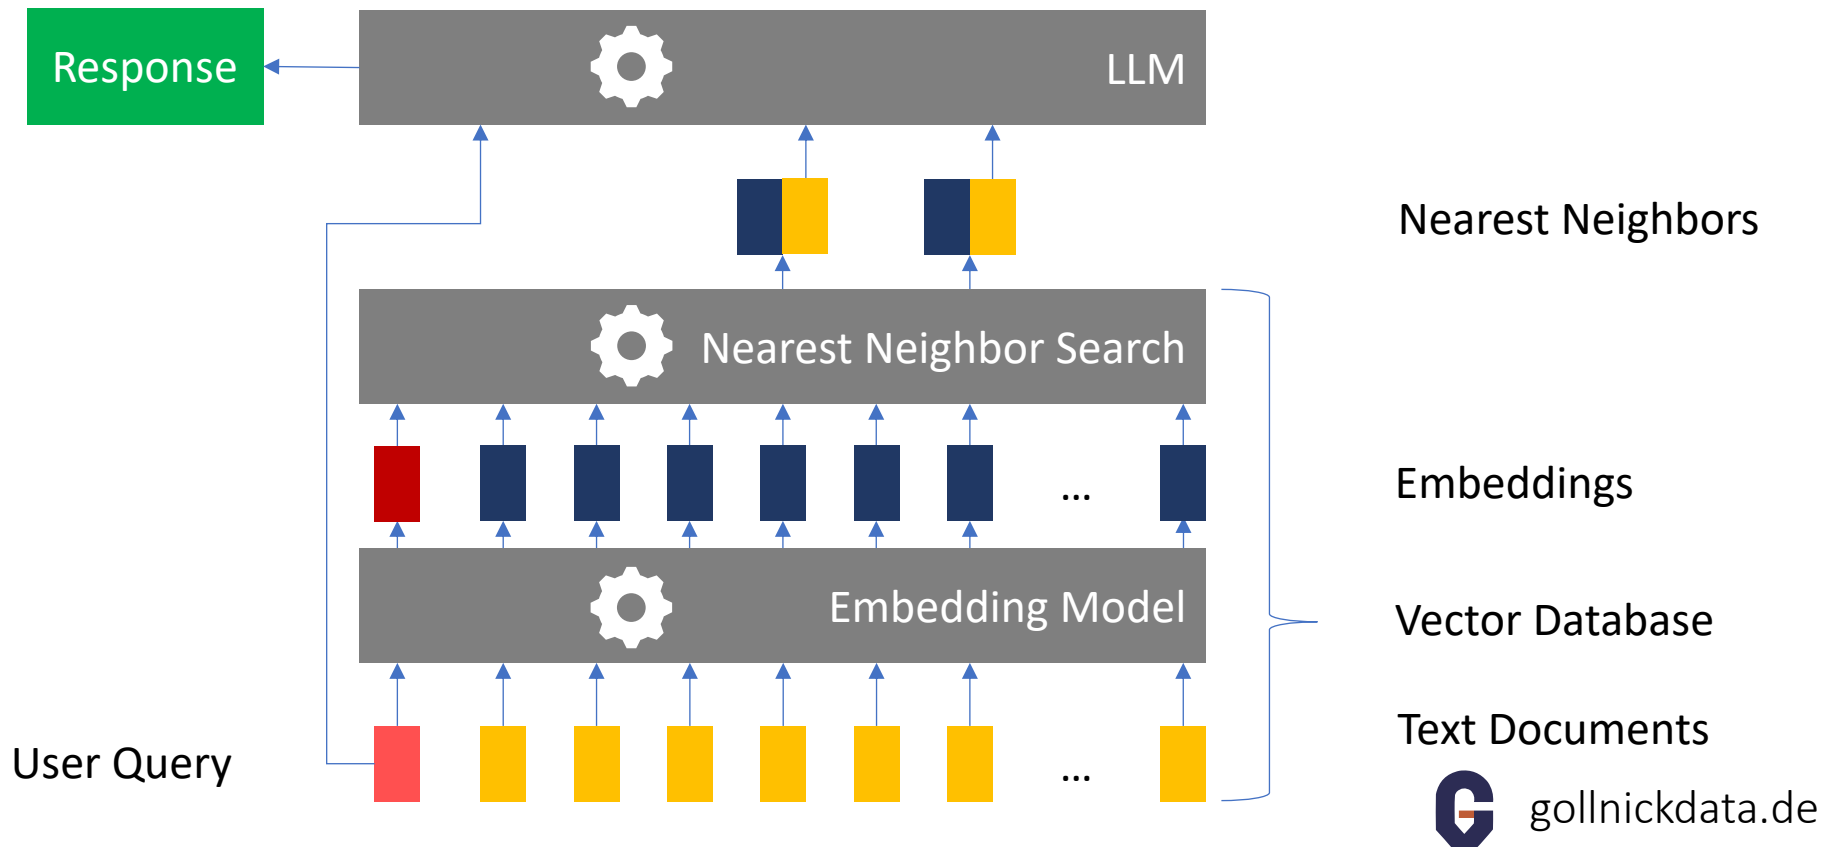 Response
LLM
Nearest Neighbors
Nearest Neighbor Search
...
Embeddings
Embedding Model
Vector Database
Text Documents
User Query
...
gollnickdata.de